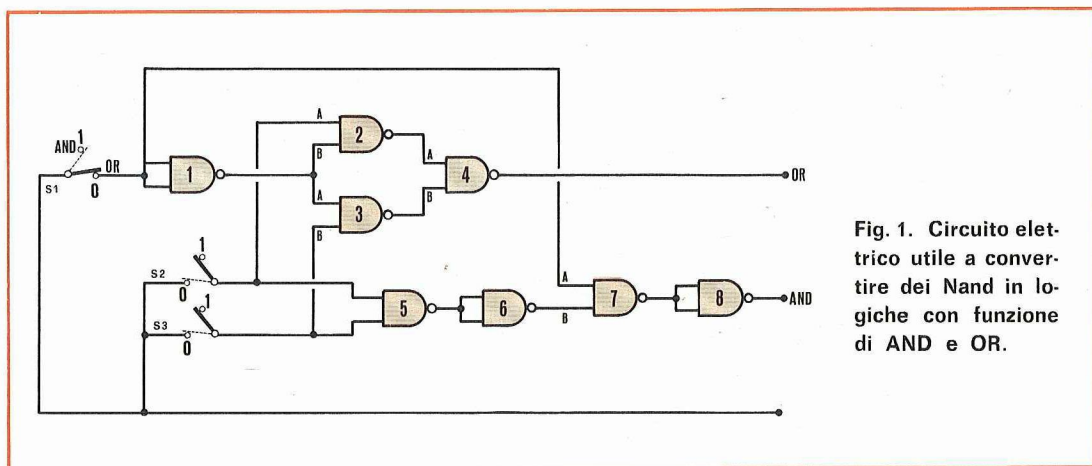 AND 1
OR
S1
0
1
A
2
B
A
3
B
A
4
B
OR
S2
1
0
S3
1
0
5
6
A
7
B
8
AND
Fig. 1. Circuito elet-
trico utile a conver-
tire dei Nand in lo-
giche con funzione
di AND e OR.